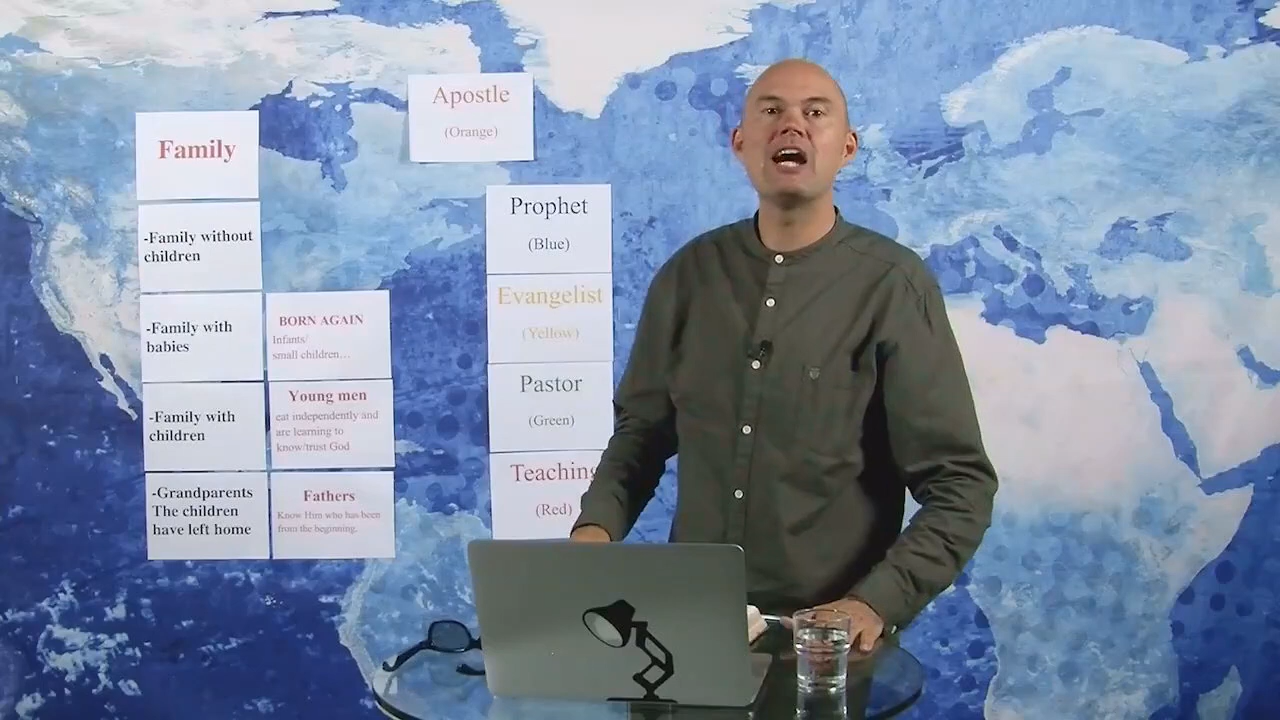 Family
-Family without
children
-Family with
babies
-Family with
children
-Grandparents
The children
have left home
BORN AGAIN
Infants/
small children...
Young men
eat independently and
are learning to
know/trust God
Fathers
Know Him who has been
from the beginning.
Apostle
(Orange)
Prophet
(Blue)
Evangelist
(Yellow)
Pastor
(Green)
Teaching
(Red)